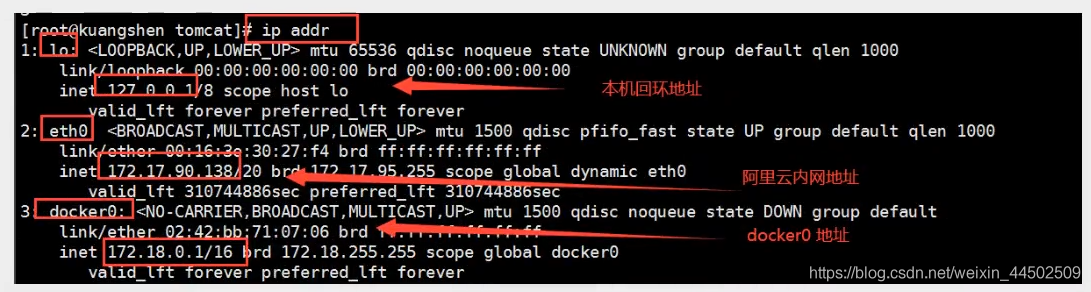 [root@kuangshen tomcat]# ip addr
1: lo: <LOOPBACK,UP,LOWER_UP> mtu 65536 qdisc noqueue state UNKNOWN group default qlen 1000
link/loopback 00:00:00:00:00:00 brd 00:00:00:00:00:00
inet 127.0.0.1/8 scope host lo 本机回环地址
valid_lft forever preferred_lft forever
2: eth0 <BROADCAST,MULTICAST,UP,LOWER_UP> mtu 1500 qdisc pfifo_fast state UP group default qlen 1000
link/ether 00:16:3e:30:27:f4 brd ff:ff:ff:ff:ff:ff
inet 172.17.90.138/20 brd 172.17.95.255 scope global dynamic eth0 阿里云内网地址
valid_lft 310744886sec preferred_lft 310744886sec
3: docker0: <NO-CARRIER,BROADCAST,MULTICAST,UP> mtu 1500 qdisc noqueue state DOWN group default
link/ether 02:42:bb:71:07:06 brd ff:ff:ff:ff:ff:ff docker0 地址
inet 172.18.0.1/16 brd 172.18.255.255 scope global docker0
valid_lft forever preferred_lft forever
https://blog.csdn.net/weixin_44502509